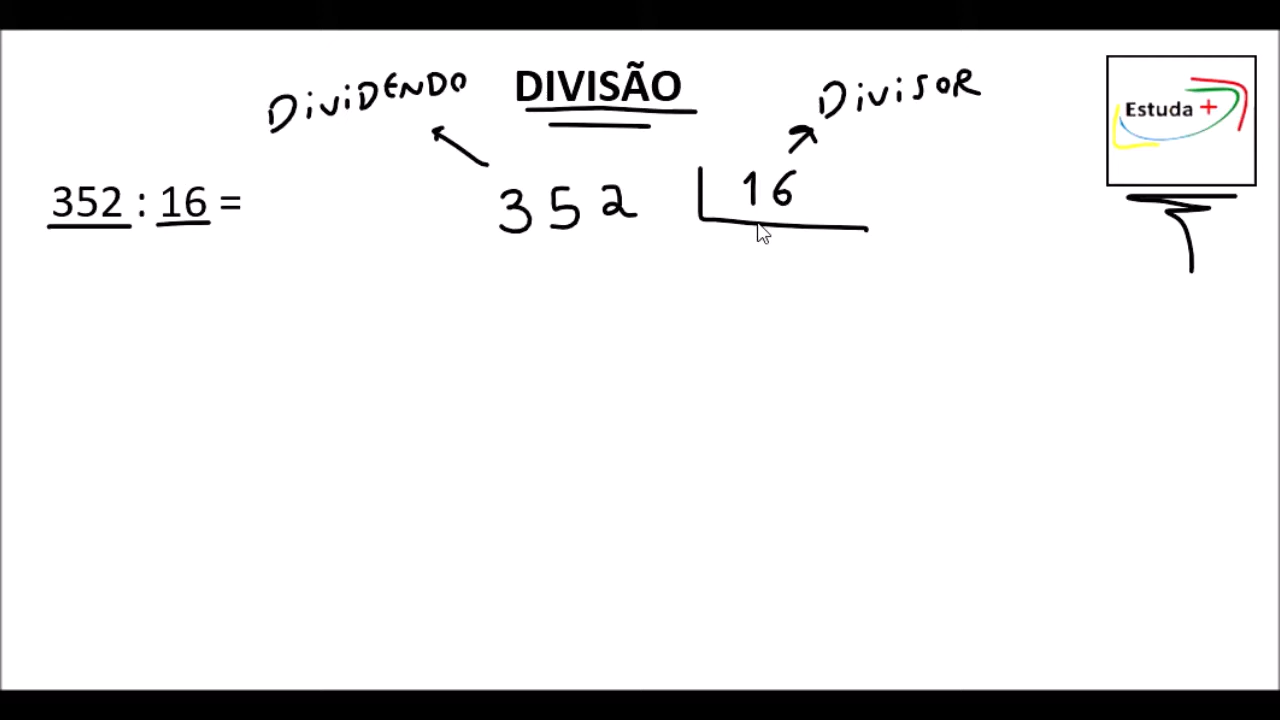 DIVISÃO
DiviDENDO
DivisOR
Estuda +
352 : 16 =
352 16